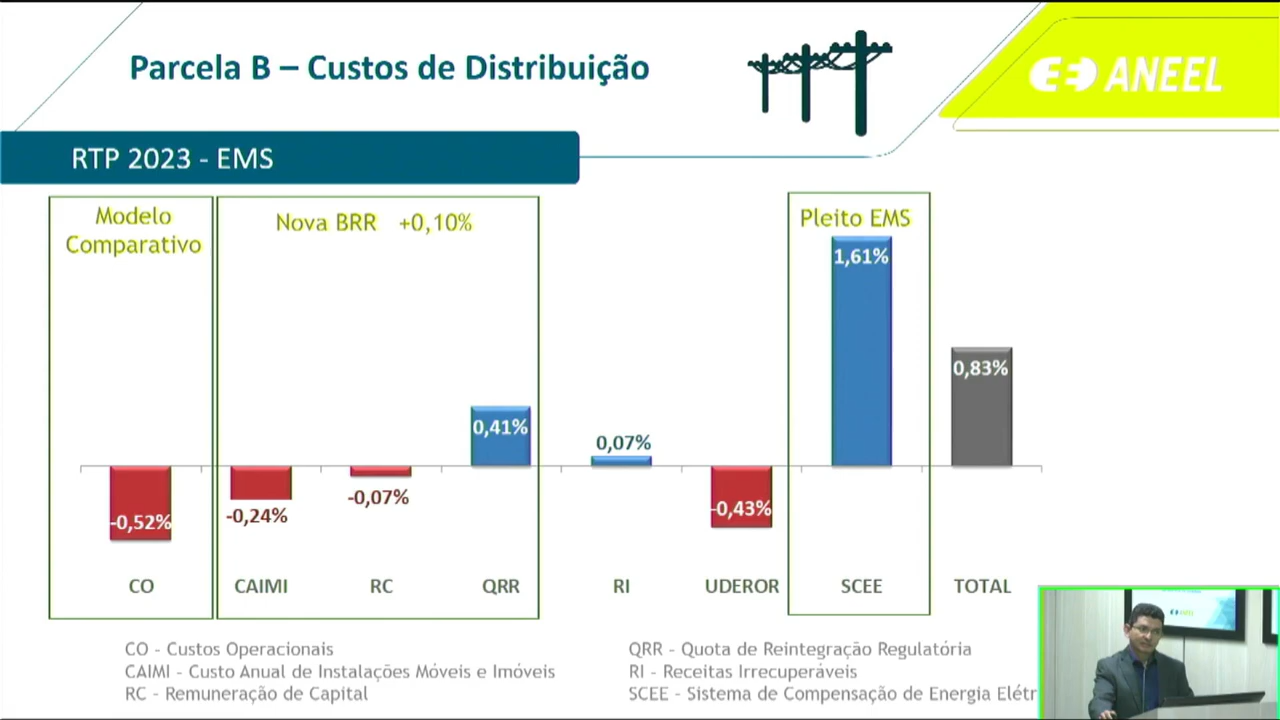 Parcela B – Custos de Distribuição
ANEEL
RTP 2023 - EMS
Modelo
Comparativo
Nova BRR +0,10%
Pleito EMS
1,61%
0,83%
0,41%
0,07%
-0,52%
-0,24%
-0,07%
-0,43%
CO CAIMI RC QRR RI UDEROR SCEE TOTAL
CO - Custos Operacionais
CAIMI - Custo Anual de Instalações Móveis e Imóveis
RC - Remuneração de Capital
QRR - Quota de Reintegração Regulatória
RI - Receitas Irrecuperáveis
SCEE - Sistema de Compensação de Energia Elétr
ANEEL